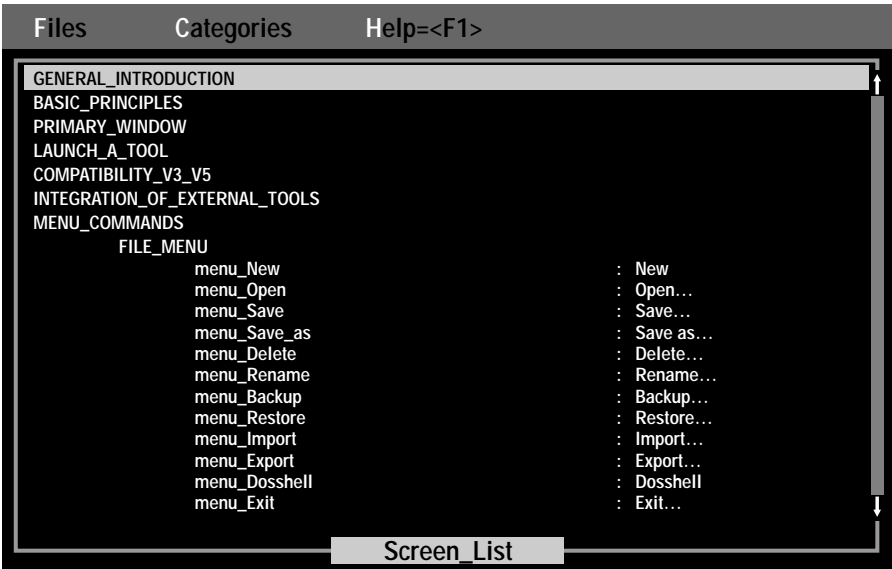 Files Categories Help=<F1>
GENERAL_INTRODUCTION
BASIC_PRINCIPLES
PRIMARY_WINDOW
LAUNCH_A_TOOL
COMPATIBILITY_V3_V5
INTEGRATION_OF_EXTERNAL_TOOLS
MENU_COMMANDS
FILE_MENU
menu_New : New
menu_Open : Open…
menu_Save : Save…
menu_Save_as : Save as…
menu_Delete : Delete…
menu_Rename : Rename…
menu_Backup : Backup…
menu_Restore : Restore…
menu_Import : Import…
menu_Export : Export…
menu_Dosshell : Dosshell
menu_Exit : Exit…
Screen_List